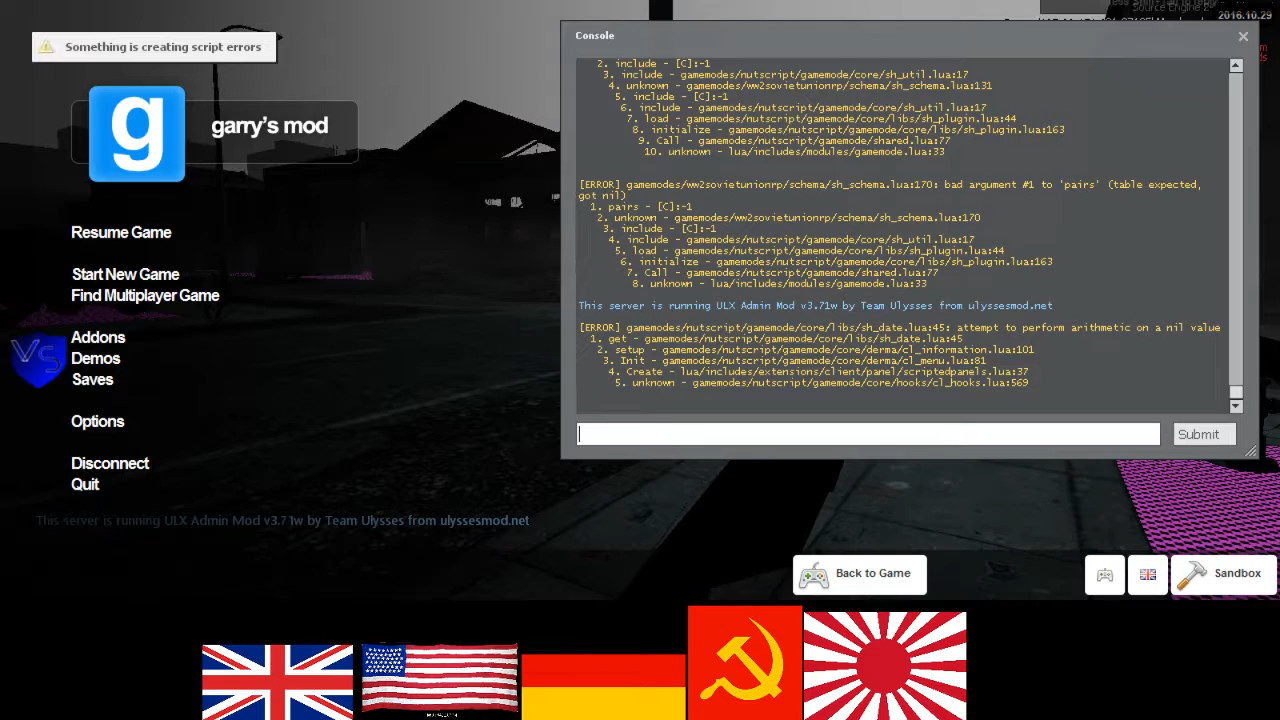 Source Engine 2
2016.10.29
Something is creating script errors
g
garry's mod
Resume Game
Start New Game
Find Multiplayer Game
Addons
VS
Demos
Saves
Options
Disconnect
Quit
This server is running ULX Admin Mod v3.71w by Team Ulysses from ulyssesmod.net
Console
2. include - [C]:-1
3. include - gamemodes/nutscript/gamemode/core/sh_util.lua:17
4. unknown - gamemodes/ww2sovietunionrp/schema/sh_schema.lua:131
5. include - [C]:-1
6. include - gamemodes/nutscript/gamemode/core/sh_util.lua:17
7. load - gamemodes/nutscript/gamemode/core/libs/sh_plugin.lua:44
8. initialize - gamemodes/nutscript/gamemode/core/libs/sh_plugin.lua:163
9. Call - gamemodes/nutscript/gamemode/shared.lua:77
10. unknown - lua/includes/modules/gamemode.lua:33
[ERROR] gamemodes/ww2sovietunionrp/schema/sh_schema.lua:170: bad argument #1 to 'pairs' (table expected,
got nil)
1. pairs - [C]:-1
2. unknown - gamemodes/ww2sovietunionrp/schema/sh_schema.lua:170
3. include - [C]:-1
4. include - gamemodes/nutscript/gamemode/core/sh_util.lua:17
5. load - gamemodes/nutscript/gamemode/core/libs/sh_plugin.lua:44
6. initialize - gamemodes/nutscript/gamemode/core/libs/sh_plugin.lua:163
7. Call - gamemodes/nutscript/gamemode/shared.lua:77
8. unknown - lua/includes/modules/gamemode.lua:33
This server is running ULX Admin Mod v3.71w by Team Ulysses from ulyssesmod.net
[ERROR] gamemodes/nutscript/gamemode/core/libs/sh_date.lua:45: attempt to perform arithmetic on a nil value
1. get - gamemodes/nutscript/gamemode/core/libs/sh_date.lua:45
2. setup - gamemodes/nutscript/gamemode/core/derma/cl_information.lua:101
3. Init - gamemodes/nutscript/gamemode/core/derma/cl_menu.lua:81
4. Create - lua/includes/extensions/client/panel/scriptedpanels.lua:37
5. unknown - gamemodes/nutscript/gamemode/core/hooks/cl_hooks.lua:569
Submit
Back to Game
Sandbox